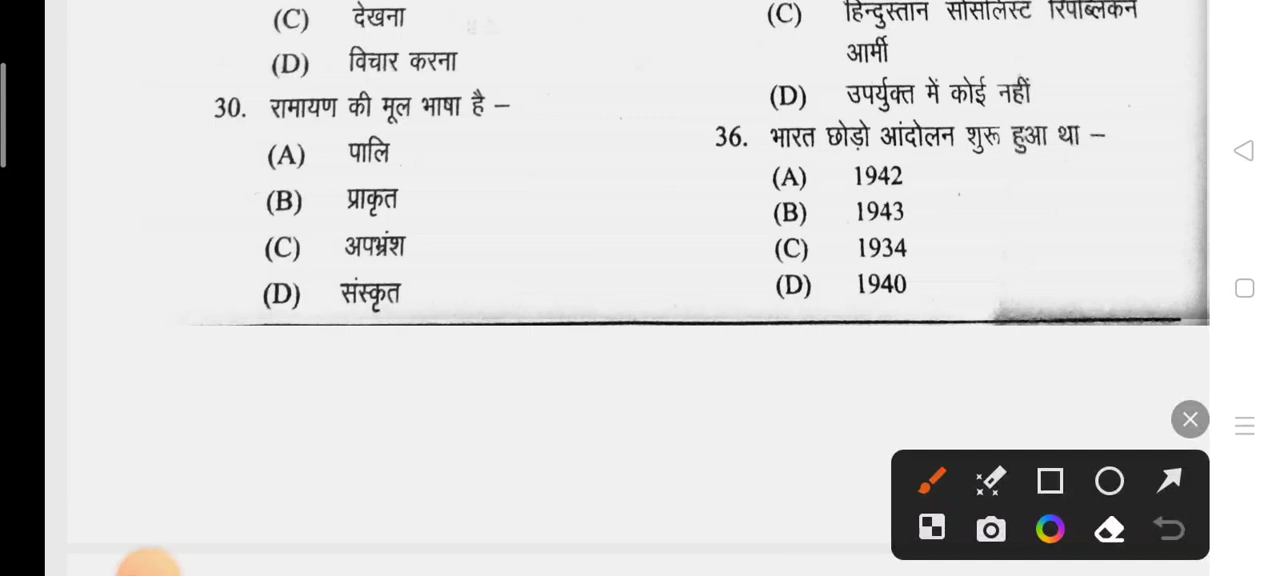 (C) देखना
(D) विचार करना
30. रामायण की मूल भाषा है –
(A) पालि
(B) प्राकृत
(C) अपभ्रंश
(D) संस्कृत
(C) हिन्दुस्तान सोसलिस्ट रिपब्लिकन
आर्मी
(D) उपर्युक्त में कोई नहीं
36. भारत छोड़ो आंदोलन शुरू हुआ था –
(A) 1942
(B) 1943
(C) 1934
(D) 1940